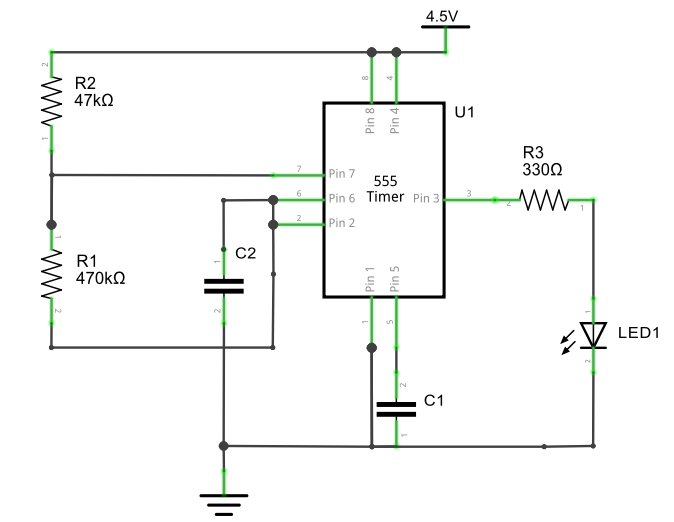 4.5V
2
R2
47kΩ
1
8
4
Pin 8
Pin 4
U1
7
Pin 7
555
Timer
6
Pin 6
Pin 3
3
2
Pin 2
R3
330Ω
2
1
1
R1
470kΩ
2
1
C2
2
Pin 1
Pin 5
1
5
1
LED1
2
2
C1
1